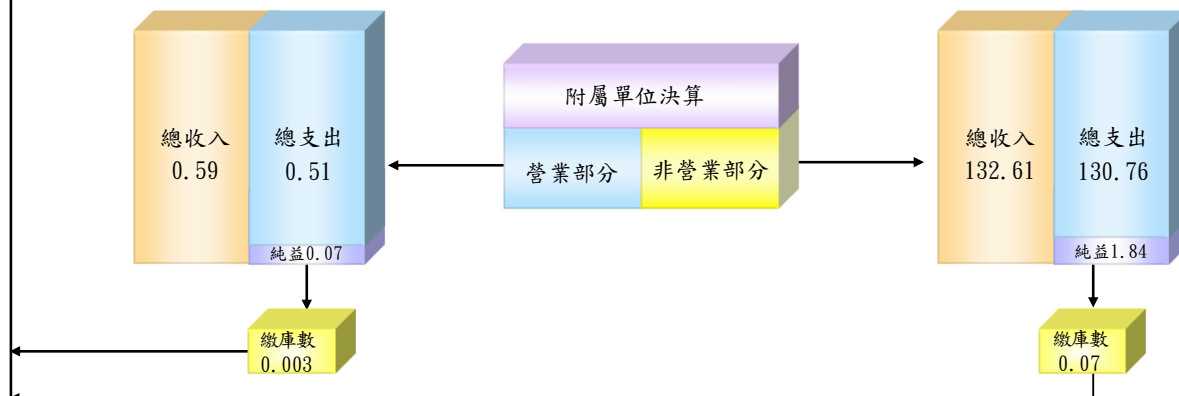 附屬單位決算
營業部分
非營業部分
總收入
0.59
總支出
0.51
純益0.07
繳庫數
0.003
總收入
132.61
總支出
130.76
純益1.84
繳庫數
0.07